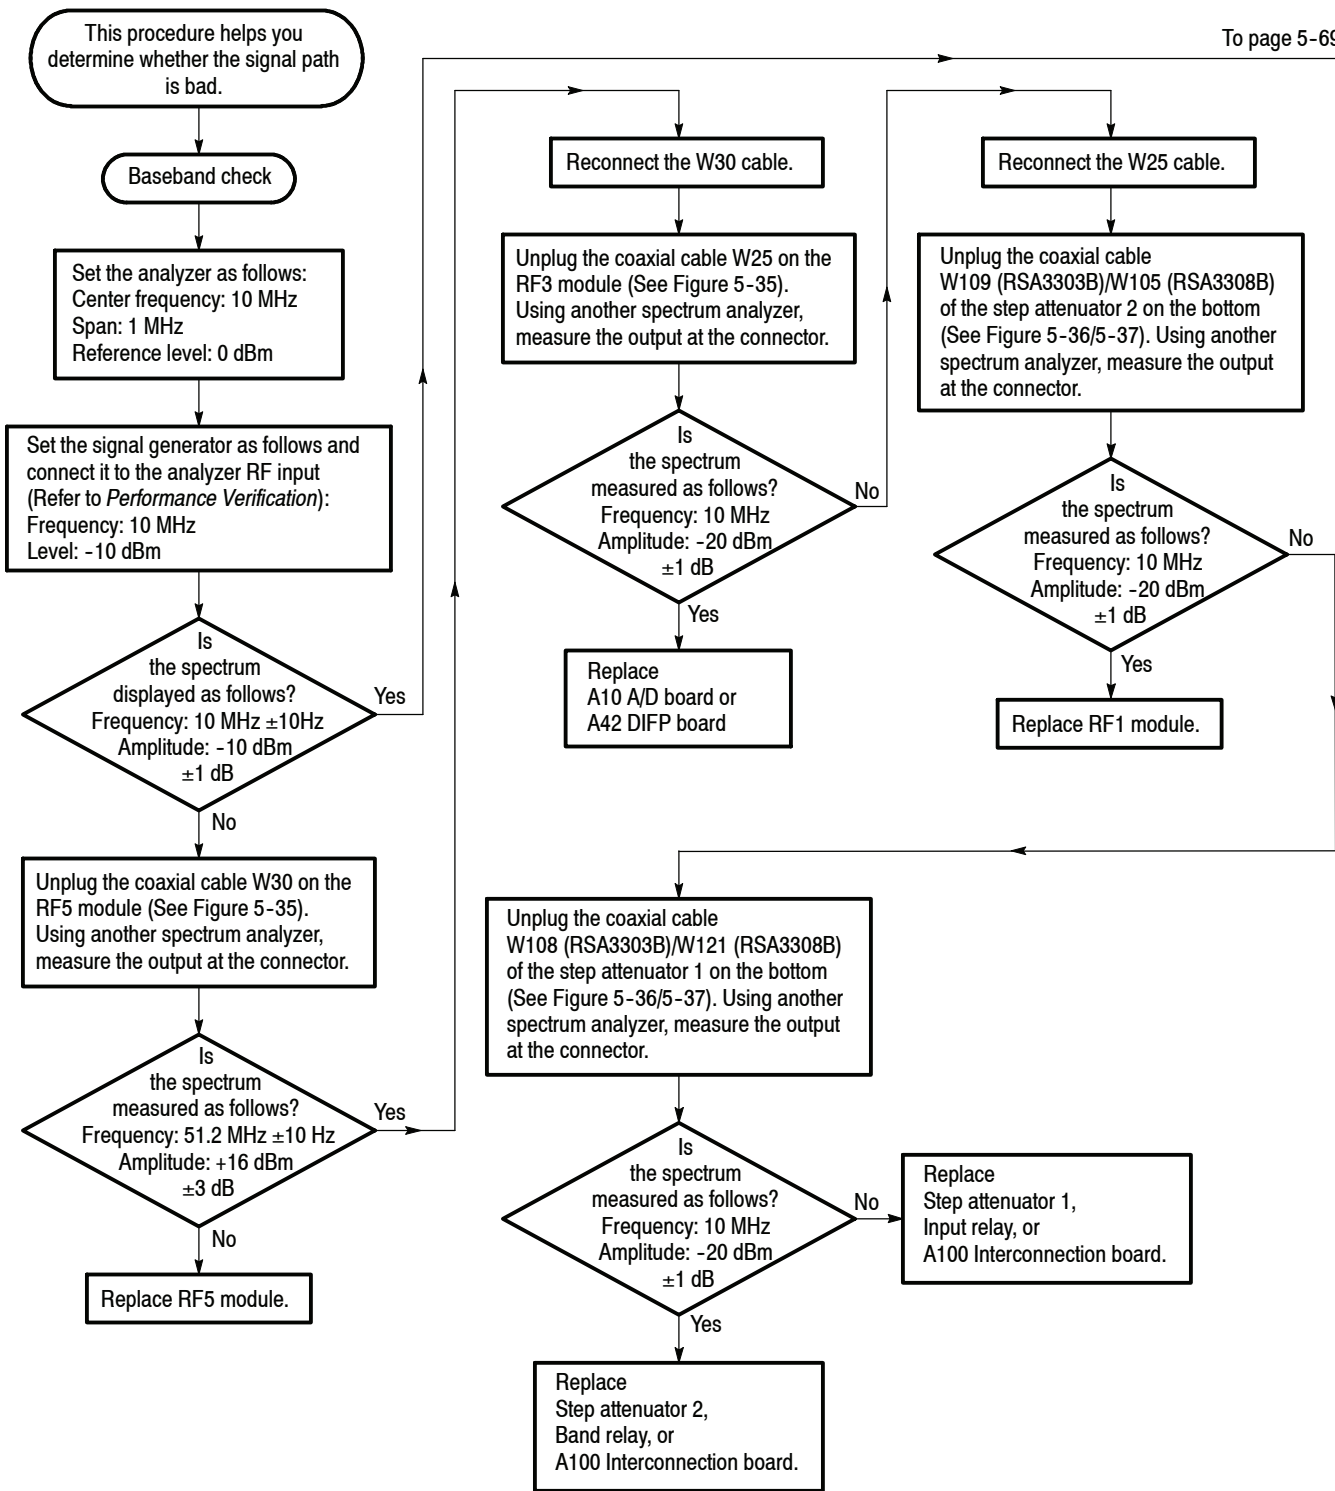 This procedure helps you
determine whether the signal path
is bad.
Baseband check
Set the analyzer as follows:
Center frequency: 10 MHz
Span: 1 MHz
Reference level: 0 dBm
Set the signal generator as follows and
connect it to the analyzer RF input
(Refer to Performance Verification):
Frequency: 10 MHz
Level: -10 dBm
Is
the spectrum
displayed as follows?
Frequency: 10 MHz ±10Hz
Amplitude: -10 dBm
±1 dB
Yes
No
Unplug the coaxial cable W30 on the
RF5 module (See Figure 5-35).
Using another spectrum analyzer,
measure the output at the connector.
Is
the spectrum
measured as follows?
Frequency: 51.2 MHz ±10 Hz
Amplitude: +16 dBm
±3 dB
Yes
No
Replace RF5 module.
To page 5-69
Reconnect the W30 cable.
Unplug the coaxial cable W25 on the
RF3 module (See Figure 5-35).
Using another spectrum analyzer,
measure the output at the connector.
Is
the spectrum
measured as follows?
Frequency: 10 MHz
Amplitude: -20 dBm
±1 dB
No
Yes
Replace
A10 A/D board or
A42 DIFP board
Reconnect the W25 cable.
Unplug the coaxial cable
W109 (RSA3303B)/W105 (RSA3308B)
of the step attenuator 2 on the bottom
(See Figure 5-36/5-37). Using another
spectrum analyzer, measure the output
at the connector.
Is
the spectrum
measured as follows?
Frequency: 10 MHz
Amplitude: -20 dBm
±1 dB
No
Yes
Replace RF1 module.
Unplug the coaxial cable
W108 (RSA3303B)/W121 (RSA3308B)
of the step attenuator 1 on the bottom
(See Figure 5-36/5-37). Using another
spectrum analyzer, measure the output
at the connector.
Is
the spectrum
measured as follows?
Frequency: 10 MHz
Amplitude: -20 dBm
±1 dB
No
Yes
Replace
Step attenuator 1,
Input relay, or
A100 Interconnection board.
Replace
Step attenuator 2,
Band relay, or
A100 Interconnection board.